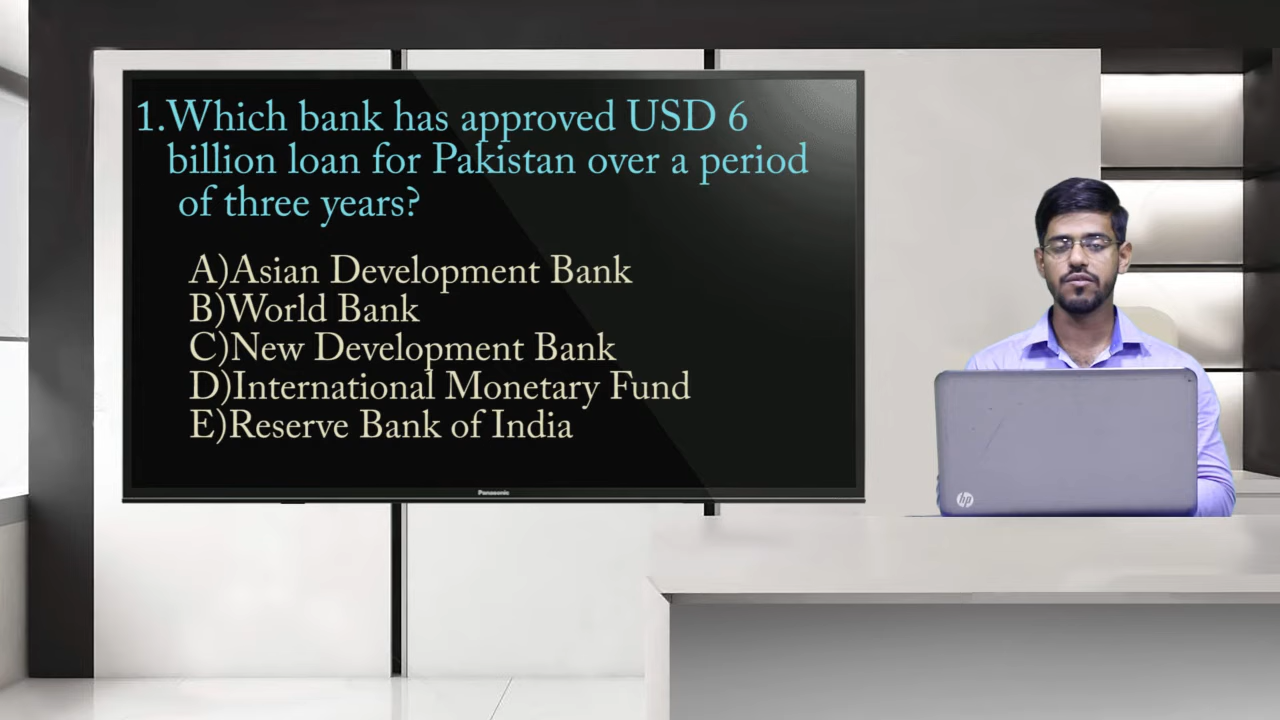 1.Which bank has approved USD 6
billion loan for Pakistan over a period
of three years?
A)Asian Development Bank
B)World Bank
C)New Development Bank
D)International Monetary Fund
E)Reserve Bank of India
Panasonic
hp